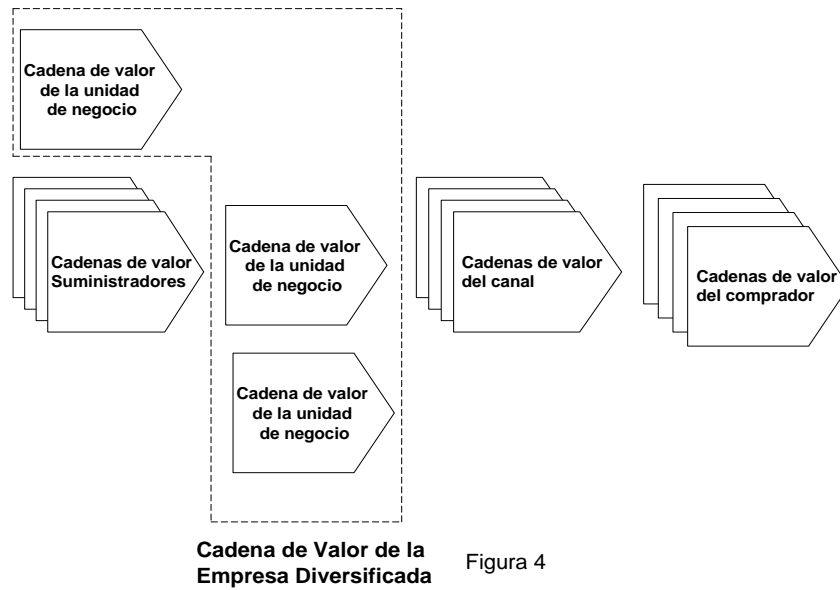 Cadena de valor
de la unidad
de negocio
Cadenas de valor
Suministradores
Cadena de valor
de la unidad
de negocio
Cadenas de valor
del canal
Cadenas de valor
del comprador
Cadena de valor
de la unidad
de negocio
Cadena de Valor de la
Empresa Diversificada
Figura 4